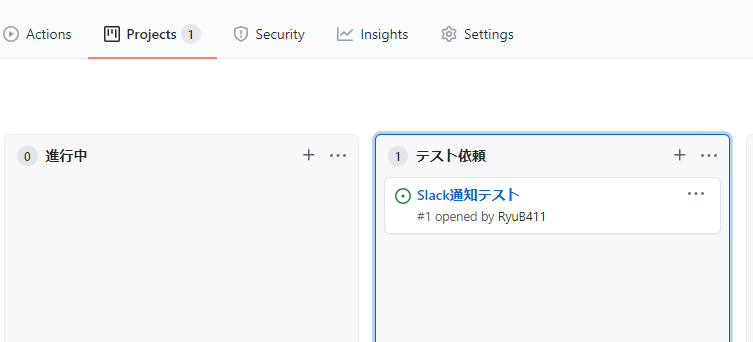 Actions Projects 1 Security Insights Settings
0 進行中
1 テスト依頼
Slack通知テスト
#1 opened by RyuB411